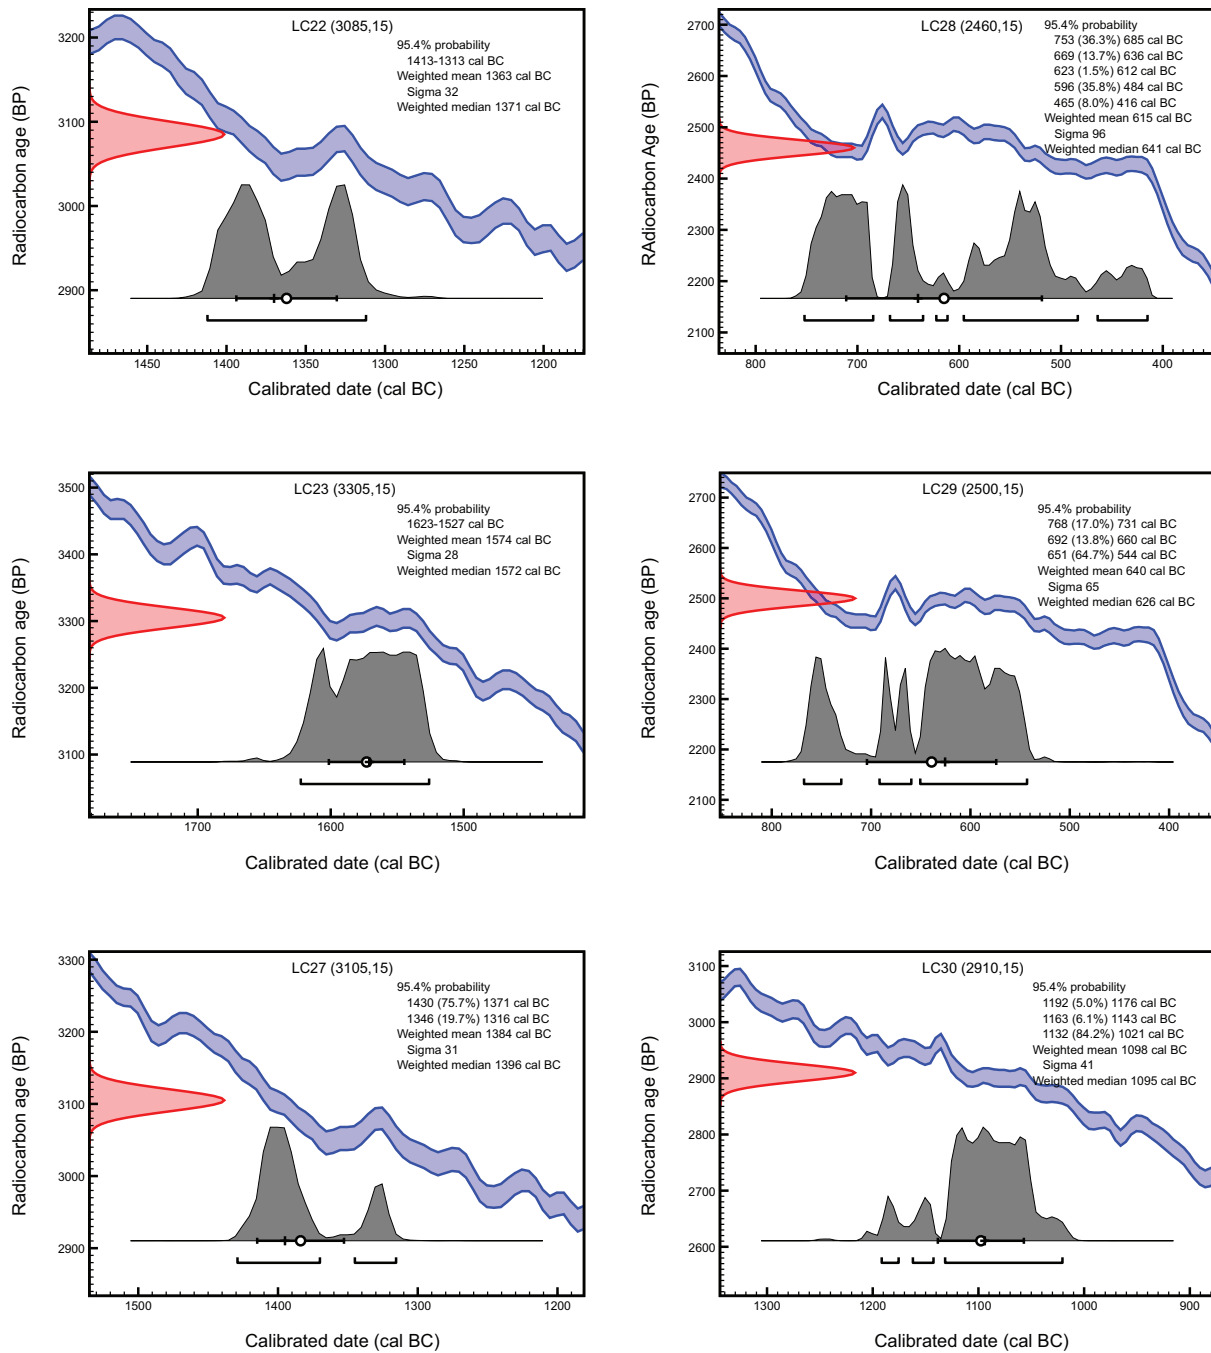 LC22 (3085,15)
95.4% probability
1413-1313 cal BC
Weighted mean 1363 cal BC
Sigma 32
Weighted median 1371 cal BC
Radiocarbon age (BP)
3200
3100
3000
2900
1450
1400
1350
1300
1250
1200
Calibrated date (cal BC)
LC28 (2460,15)
95.4% probability
753 (36.3%) 685 cal BC
669 (13.7%) 636 cal BC
623 (1.5%) 612 cal BC
596 (35.8%) 484 cal BC
465 (8.0%) 416 cal BC
Weighted mean 615 cal BC
Sigma 96
Weighted median 641 cal BC
RAdiocarbon Age (BP)
2700
2600
2500
2400
2300
2200
2100
800
700
600
500
400
Calibrated date (cal BC)
LC23 (3305,15)
95.4% probability
1623-1527 cal BC
Weighted mean 1574 cal BC
Sigma 28
Weighted median 1572 cal BC
Radiocarbon age (BP)
3500
3400
3300
3200
3100
1700
1600
1500
Calibrated date (cal BC)
LC29 (2500,15)
95.4% probability
768 (17.0%) 731 cal BC
692 (13.8%) 660 cal BC
651 (64.7%) 544 cal BC
Weighted mean 640 cal BC
Sigma 65
Weighted median 626 cal BC
Radiocarbon age (BP)
2700
2600
2500
2400
2300
2200
2100
800
700
600
500
400
Calibrated date (cal BC)
LC27 (3105,15)
95.4% probability
1430 (75.7%) 1371 cal BC
1346 (19.7%) 1316 cal BC
Weighted mean 1384 cal BC
Sigma 31
Weighted median 1396 cal BC
Radiocarbon age (BP)
3300
3200
3100
3000
2900
1500
1400
1300
1200
Calibrated date (cal BC)
LC30 (2910,15)
95.4% probability
1192 (5.0%) 1176 cal BC
1163 (6.1%) 1143 cal BC
1132 (84.2%) 1021 cal BC
Weighted mean 1098 cal BC
Sigma 41
Weighted median 1095 cal BC
Radiocarbon age (BP)
3100
3000
2900
2800
2700
2600
1300
1200
1100
1000
900
Calibrated date (cal BC)